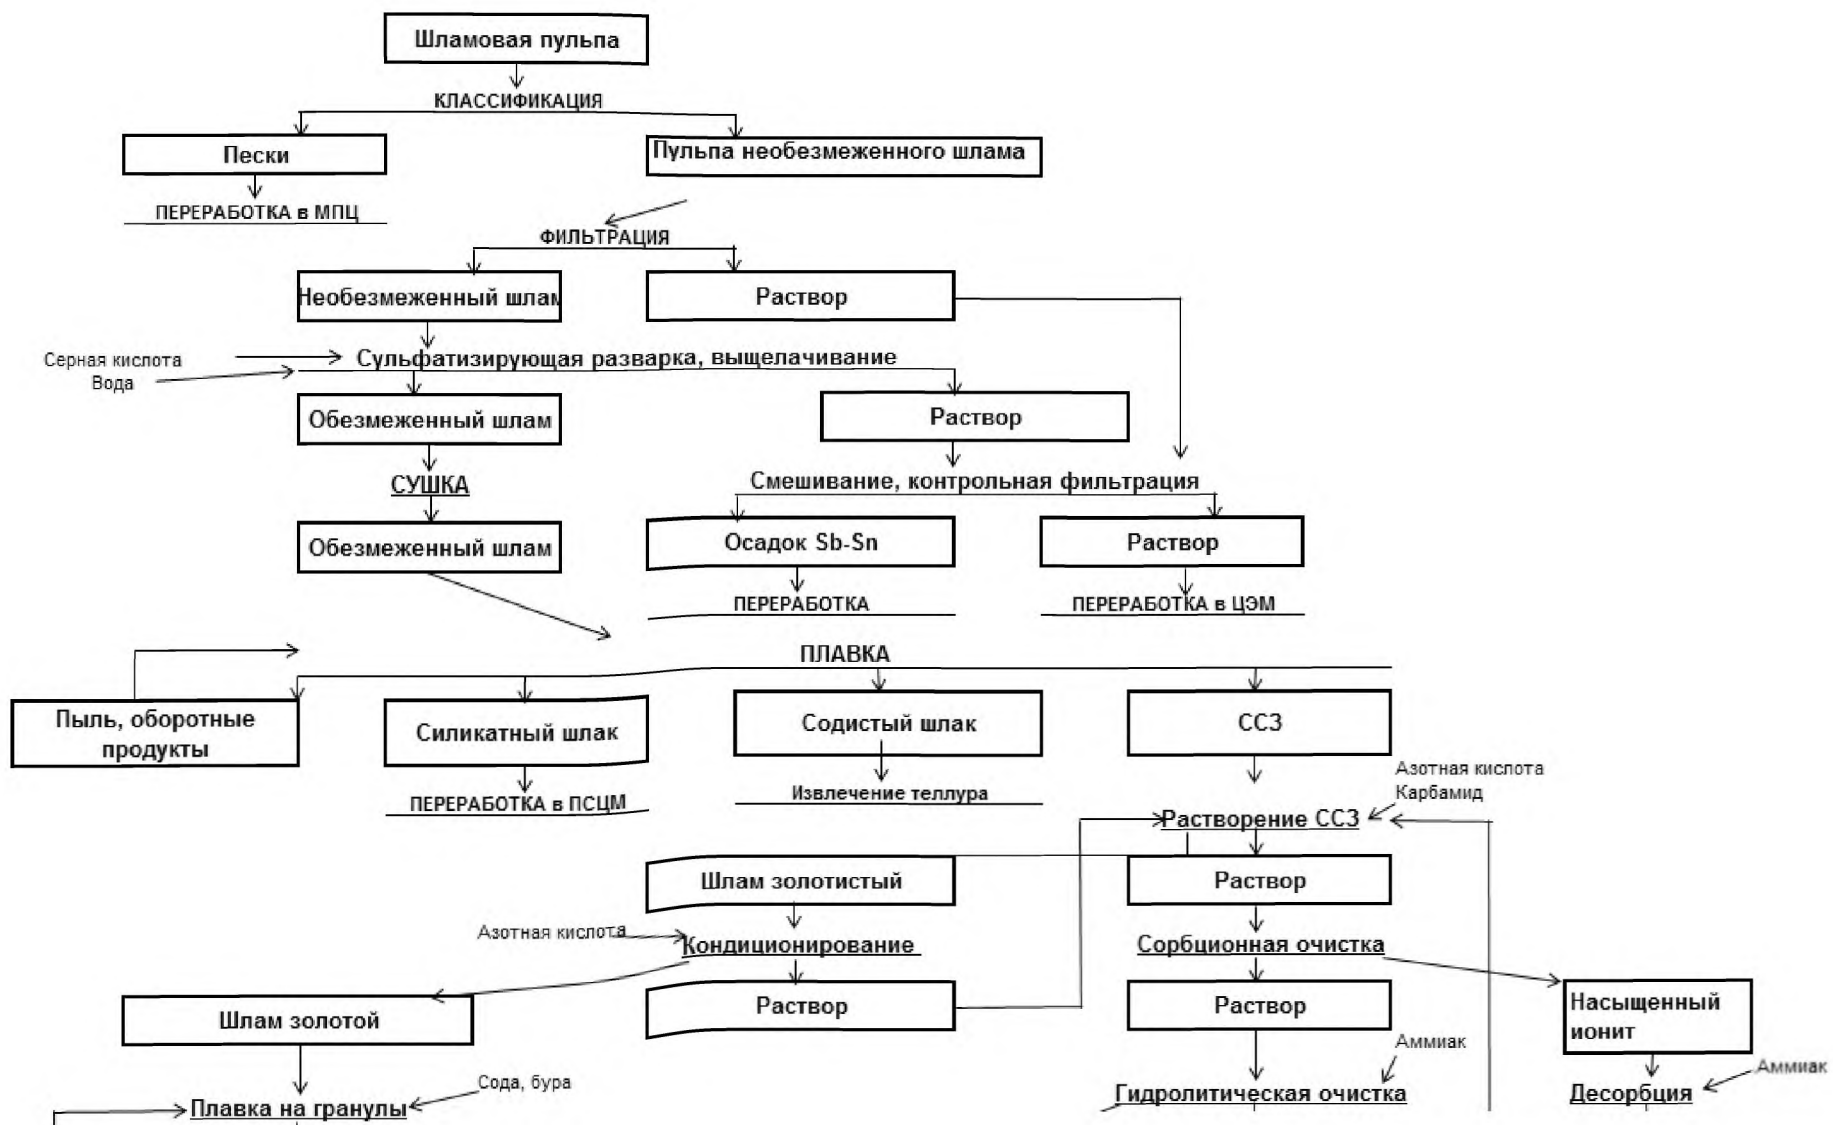 Шламовая пульпа
КЛАССИФИКАЦИЯ
Пески
Пульпа необезмеженного шлама
ПЕРЕРАБОТКА в МПЦ
ФИЛЬТРАЦИЯ
Необезмеженный шлам
Раствор
Серная кислота
Вода
Сульфатизирующая разварка, выщелачивание
Обезмеженный шлам
Раствор
СУШКА
Смешивание, контрольная фильтрация
Обезмеженный шлам
Осадок Sb-Sn
Раствор
ПЕРЕРАБОТКА
ПЕРЕРАБОТКА в ЦЭМ
ПЛАВКА
Пыль, оборотные
продукты
Силикатный шлак
Содистый шлак
ССЗ
ПЕРЕРАБОТКА в ПСЦМ
Извлечение теллура
Азотная кислота
Карбамид
Растворение ССЗ
Шлам золотистый
Раствор
Азотная кислота
Кондиционирование
Сорбционная очистка
Шлам золотой
Раствор
Раствор
Насыщенный
ионит
Аммиак
Сода, бура
Плавка на гранулы
Гидролитическая очистка
Десорбция
Аммиак